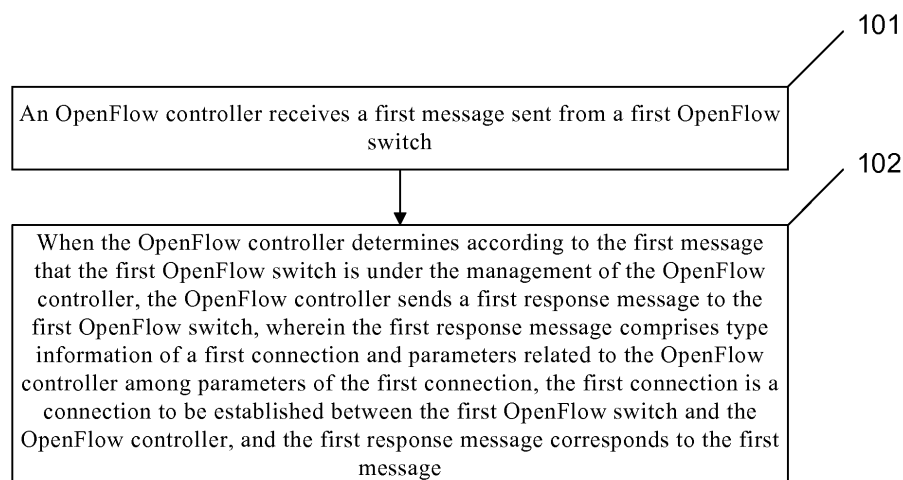 101
An OpenFlow controller receives a first message sent from a first OpenFlow
switch
102
When the OpenFlow controller determines according to the first message
that the first OpenFlow switch is under the management of the OpenFlow
controller, the OpenFlow controller sends a first response message to the
first OpenFlow switch, wherein the first response message comprises type
information of a first connection and parameters related to the OpenFlow
controller among parameters of the first connection, the first connection is a
connection to be established between the first OpenFlow switch and the
OpenFlow controller, and the first response message corresponds to the first
message